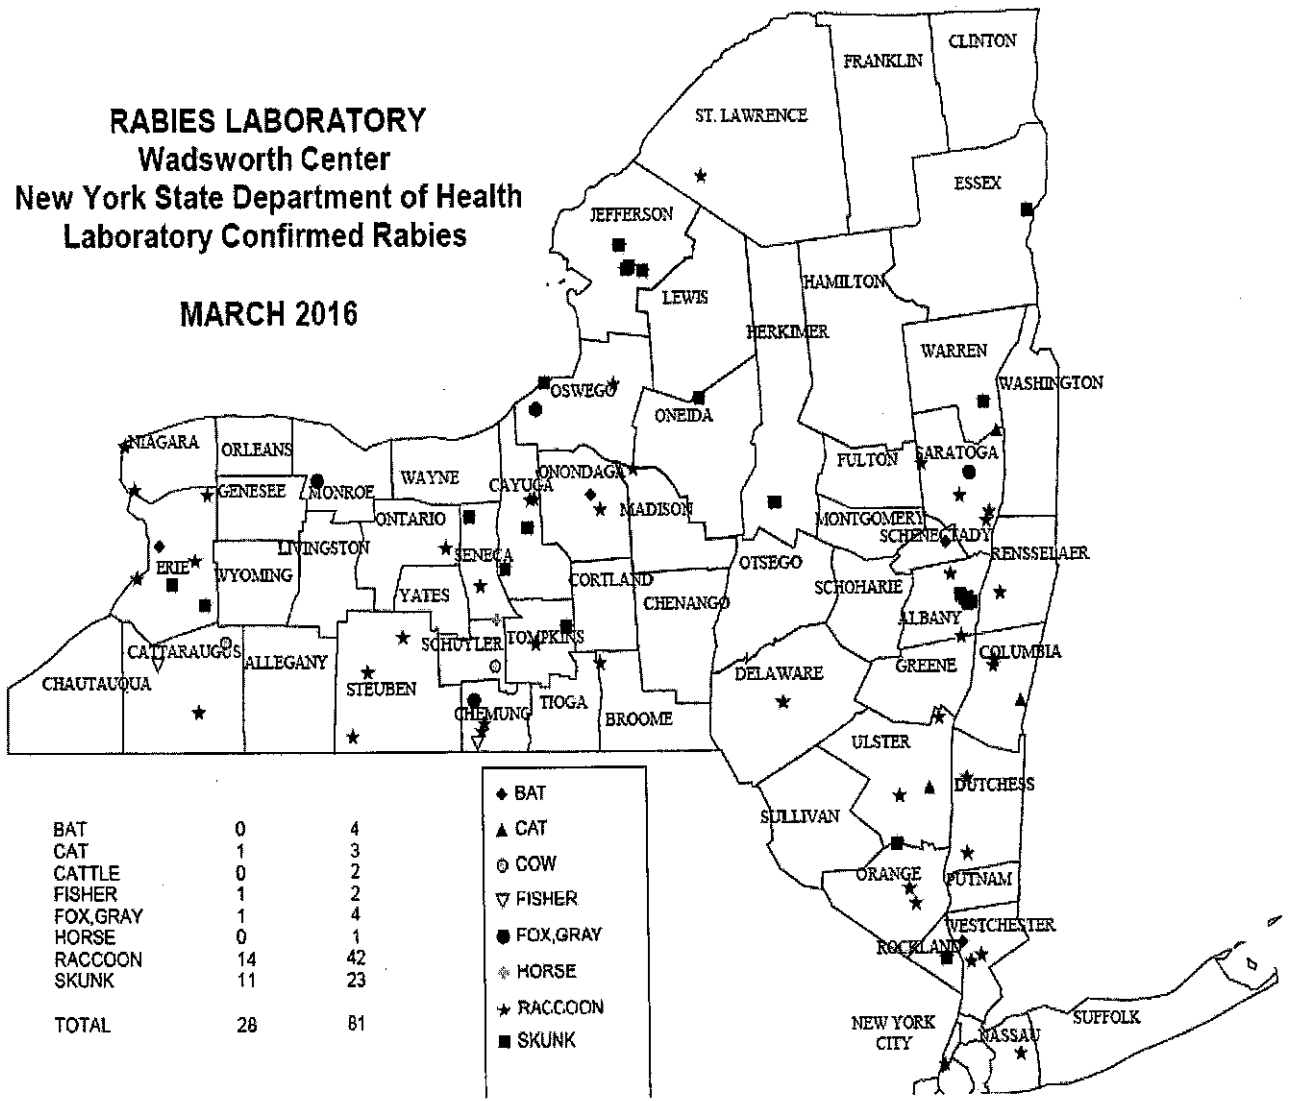 RABIES LABORATORY
Wadsworth Center
New York State Department of Health
Laboratory Confirmed Rabies
MARCH 2016
CLINTON
FRANKLIN
ST. LAWRENCE
ESSEX
JEFFERSON
HAMILTON
LEWIS
HERKIMER
WARREN
WASHINGTON
OSWEGO
ONEIDA
NIAGARA
ORLEANS
SARATOGA
FULTON
WAYNE
ONONDAGA
CAYUGA
GENESEE
MONROE
MADISON
ONTARIO
MONTGOMERY
SCHENECTADY
LIVINGSTON
SENECA
RENSSELAER
ERIE
WYOMING
OTSEGO
CORTLAND
SCHOHARIE
YATES
CHENANGO
ALBANY
TOMPKINS
SCHUYLER
CATTARAUGUS
COLUMBIA
ALLEGANY
GREENE
DELAWARE
CHAUTAUQUA
STEUBEN
TIOGA
CHEMUNG
BROOME
ULSTER
DUTCHESS
SULLIVAN
ORANGE
PUTNAM
WESTCHESTER
ROCKLAND
SUFFOLK
NEW YORK
CITY
NASSAU
BAT 0 4
CAT 1 3
CATTLE 0 2
FISHER 1 2
FOX,GRAY 1 4
HORSE 0 1
RACCOON 14 42
SKUNK 11 23
TOTAL 28 81
BAT
CAT
COW
FISHER
FOX,GRAY
HORSE
RACCOON
SKUNK